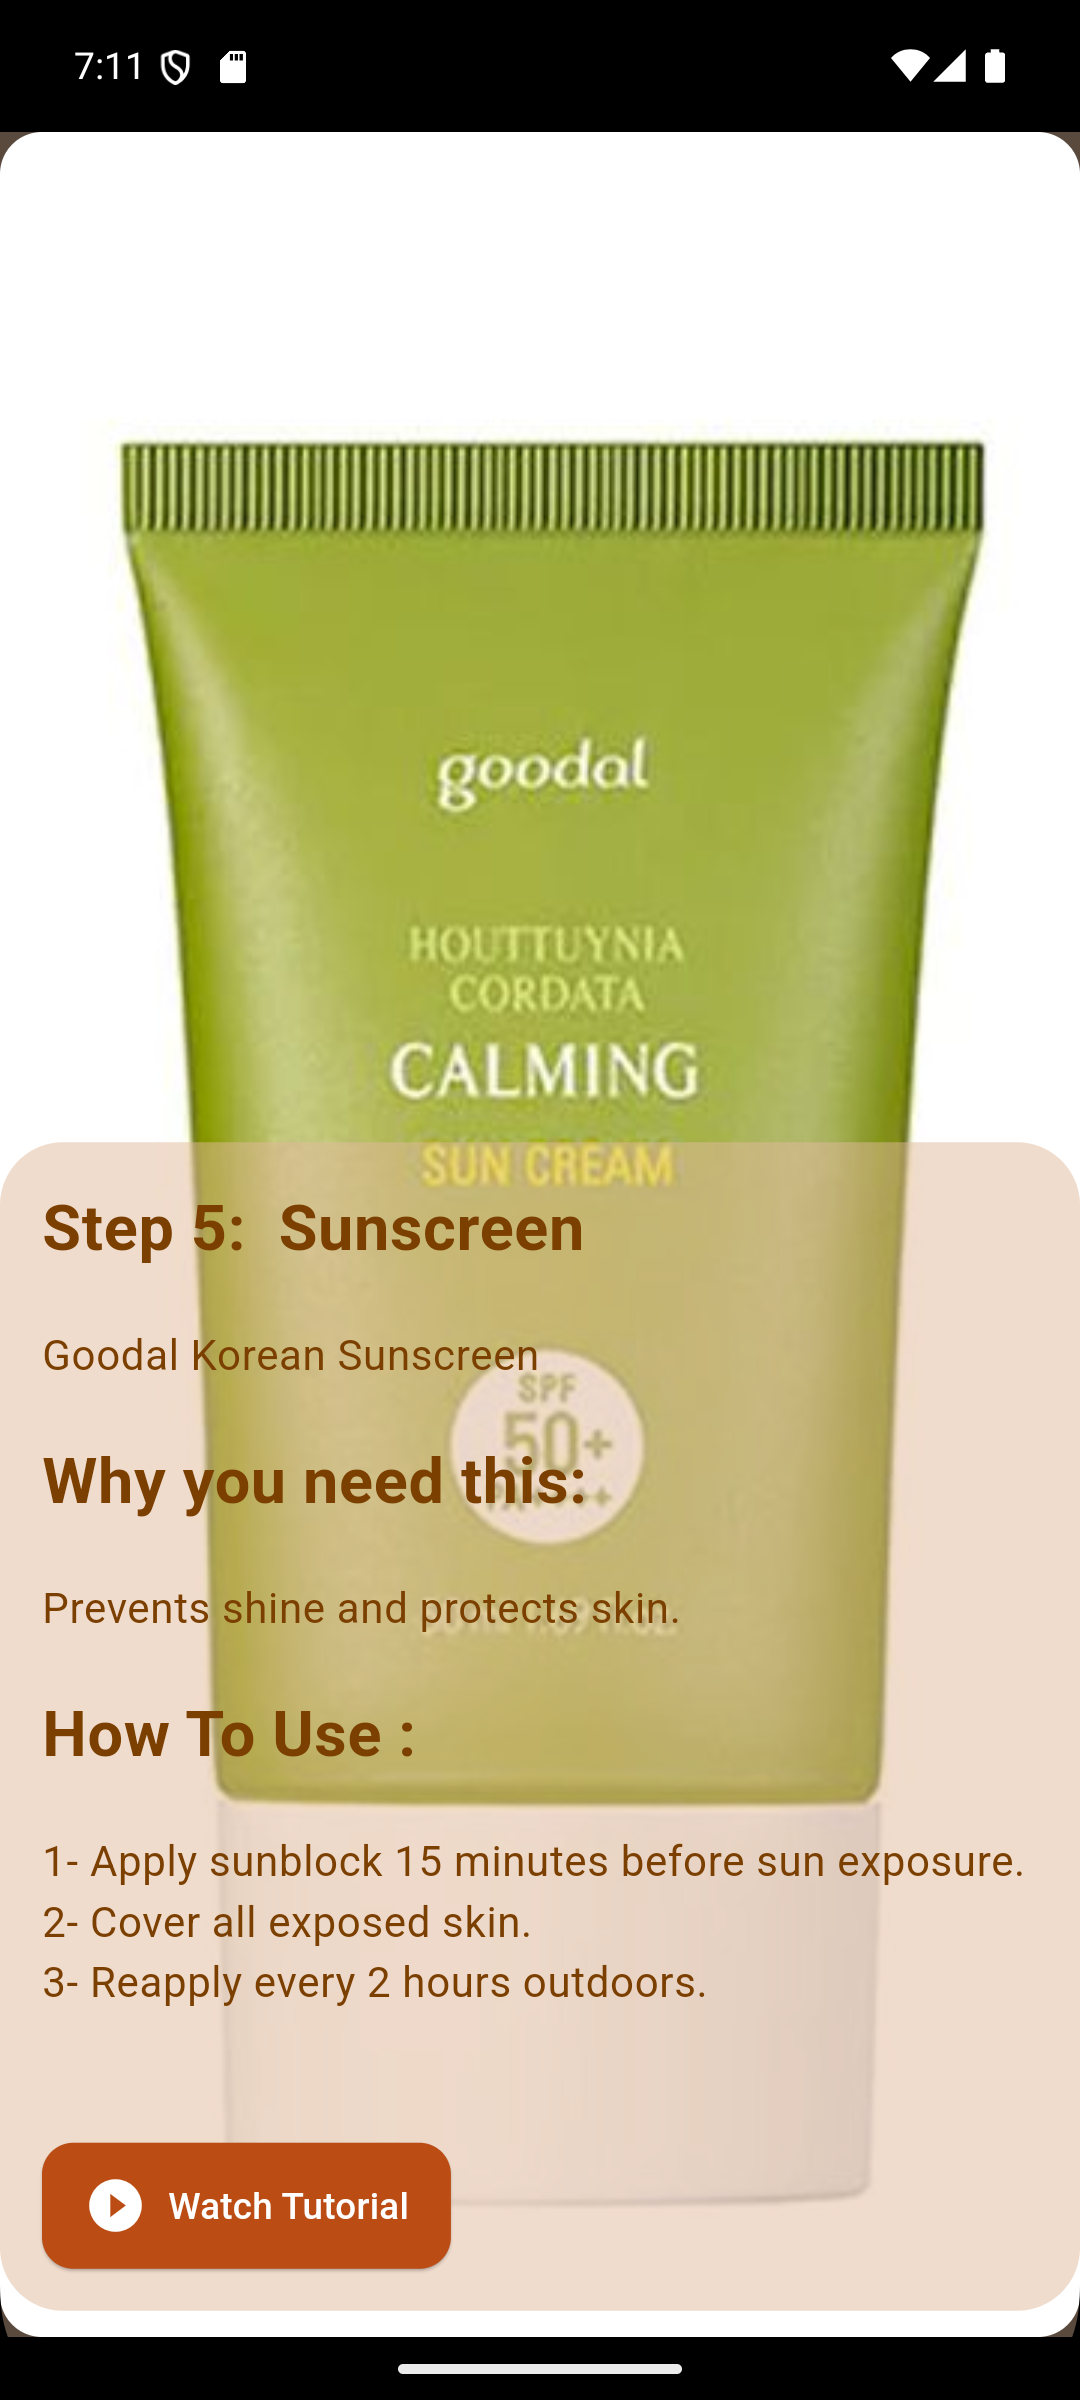 7:11
goodal
HOUTTUYNIA
CORDATA
CALMING
SUN CREAM
Step 5:  Sunscreen
Goodal Korean Sunscreen
SPF
50+
Why you need this:
Prevents shine and protects skin.
How To Use :
1- Apply sunblock 15 minutes before sun exposure.
2- Cover all exposed skin.
3- Reapply every 2 hours outdoors.
Watch Tutorial